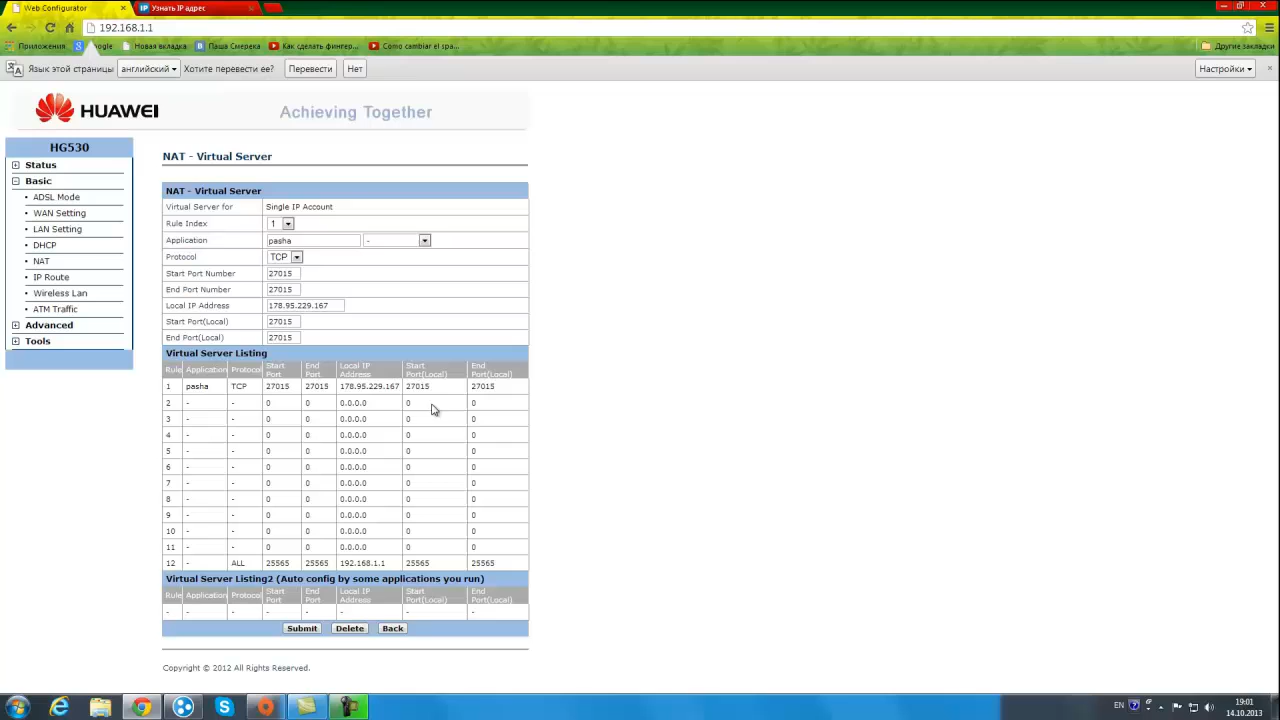 Web Configurator
Узнать IP адрес
192.168.1.1
Приложения Google Новая вкладка Паша Смерека Как сделать фингер... Como cambiar el spa... Другие закладки
Язык этой страницы английский Хотите перевести ее? Перевести Нет Настройки
HUAWEI Achieving Together
HG530
Status
Basic
ADSL Mode
WAN Setting
LAN Setting
DHCP
NAT
IP Route
Wireless Lan
ATM Traffic
Advanced
Tools
NAT - Virtual Server
NAT - Virtual Server
Virtual Server for Single IP Account
Rule Index 1
Application pasha -
Protocol TCP
Start Port Number 27015
End Port Number 27015
Local IP Address 178.95.229.167
Start Port(Local) 27015
End Port(Local) 27015
Virtual Server Listing
Rule Application Protocol Start Port End Port Local IP Address Start Port(Local) End Port(Local)
1 pasha TCP 27015 27015 178.95.229.167 27015 27015
2 - - 0 0 0.0.0.0 0 0
3 - - 0 0 0.0.0.0 0 0
4 - - 0 0 0.0.0.0 0 0
5 - - 0 0 0.0.0.0 0 0
6 - - 0 0 0.0.0.0 0 0
7 - - 0 0 0.0.0.0 0 0
8 - - 0 0 0.0.0.0 0 0
9 - - 0 0 0.0.0.0 0 0
10 - - 0 0 0.0.0.0 0 0
11 - - 0 0 0.0.0.0 0 0
12 - ALL 25565 25565 192.168.1.1 25565 25565
Virtual Server Listing2 (Auto config by some applications you run)
Rule Application Protocol Start Port End Port Local IP Address Start Port(Local) End Port(Local)
- - - - - - - -
Submit Delete Back
Copyright © 2012 All Rights Reserved.
EN 19:01
14.10.2013